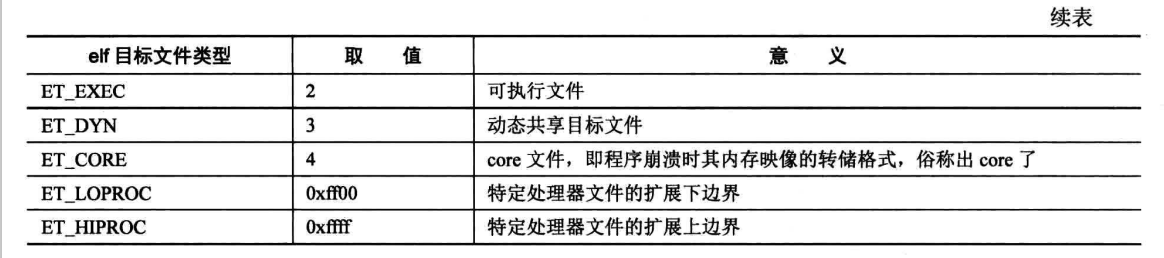 续表
elf 目标文件类型 取 值 意 义
ET_EXEC 2 可执行文件
ET_DYN 3 动态共享目标文件
ET_CORE 4 core 文件，即程序崩溃时其内存映像的转储格式，俗称出 core 了
ET_LOPROC 0xff00 特定处理器文件的扩展下边界
ET_HIPROC 0xffff 特定处理器文件的扩展上边界